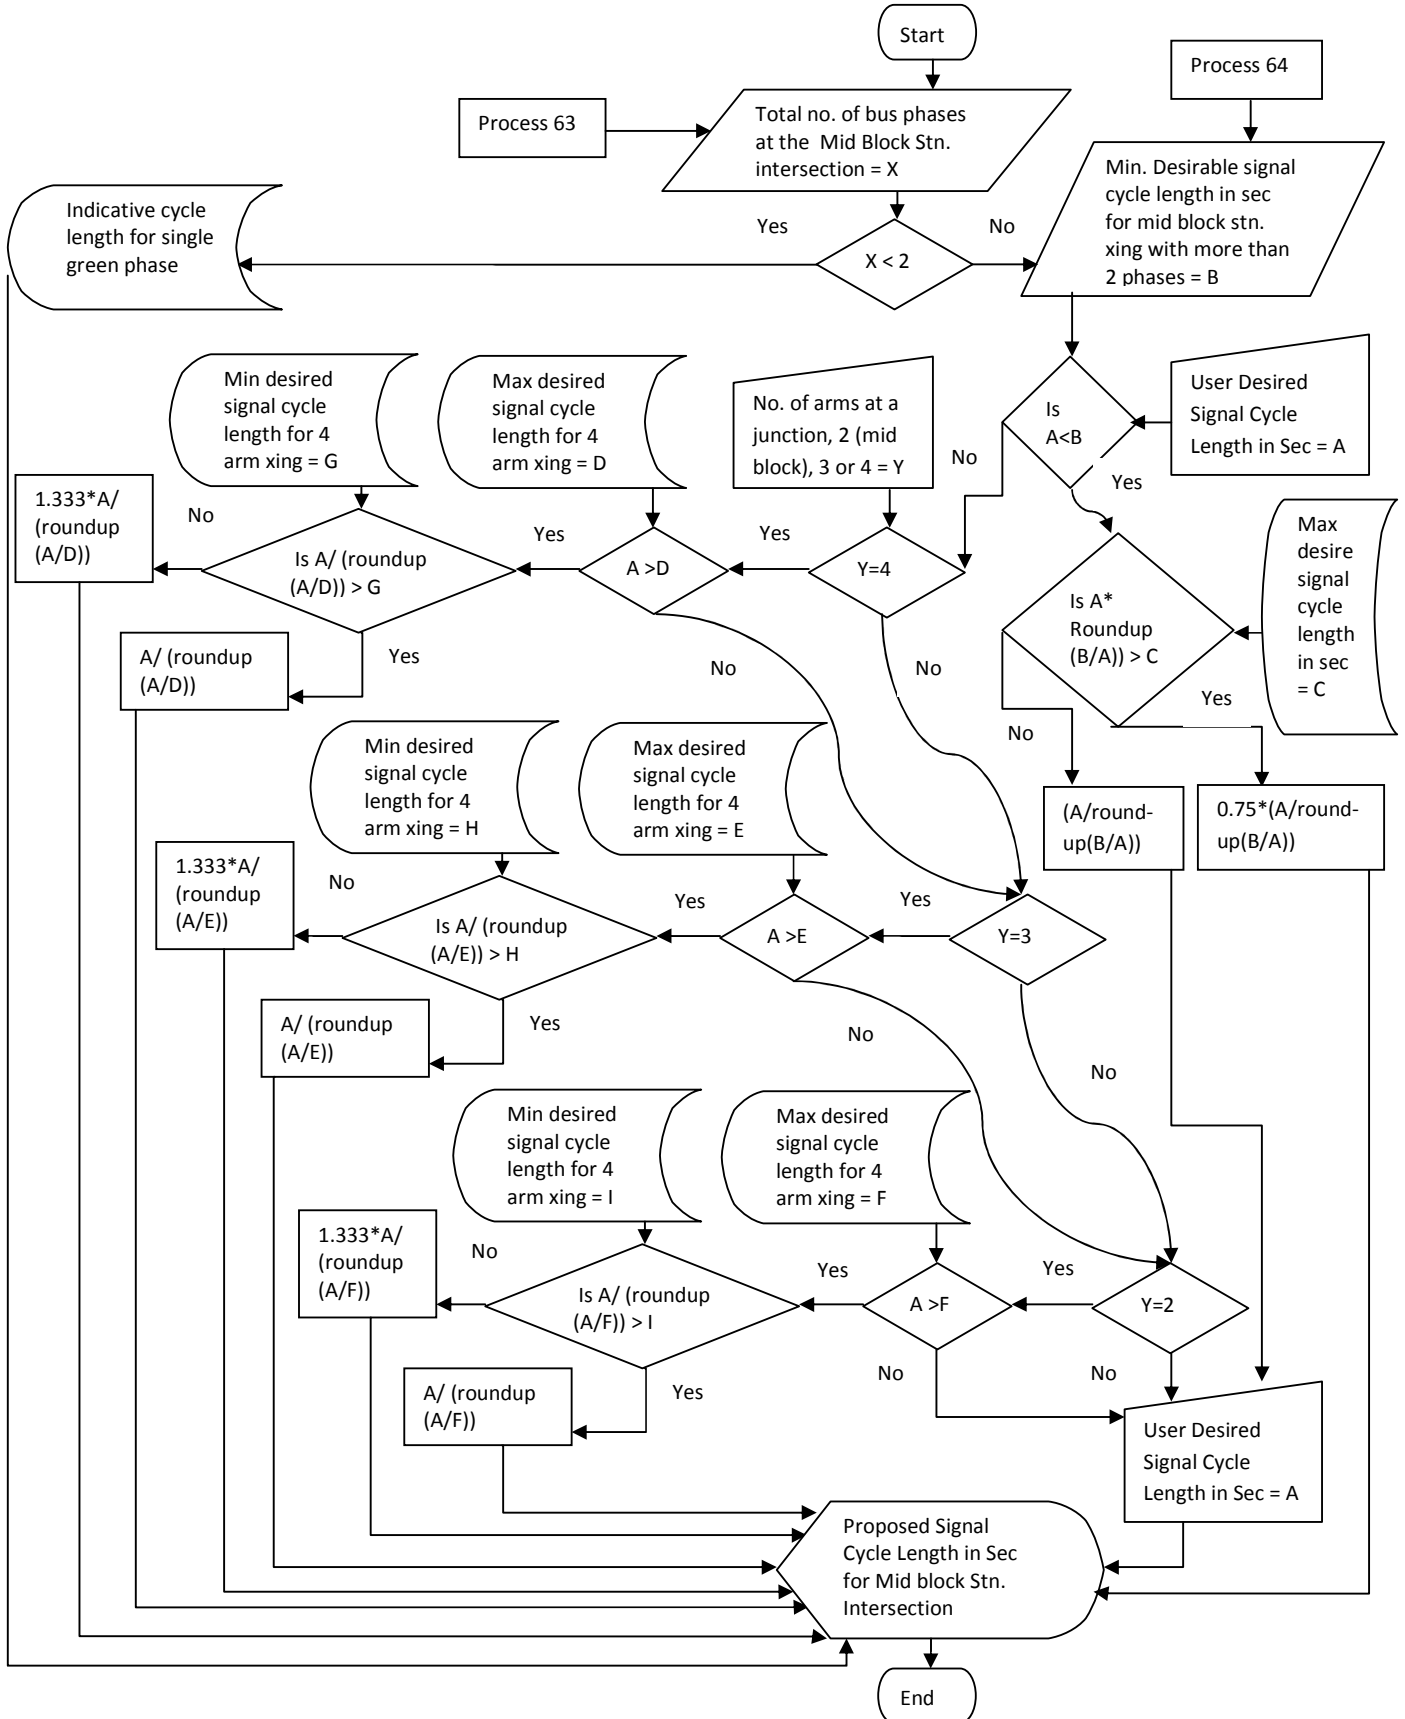 Start
Process 64
Process 63
Total no. of bus phases
at the Mid Block Stn.
intersection = X
Min. Desirable signal
cycle length in sec
for mid block stn.
xing with more than
2 phases = B
Indicative cycle
length for single
green phase
Yes
No
X < 2
Min desired
signal cycle
length for 4
arm xing = G
Max desired
signal cycle
length for 4
arm xing = D
No. of arms at a
junction, 2 (mid
block), 3 or 4 = Y
Is
A<B
User Desired
Signal Cycle
Length in Sec = A
No
Yes
1.333*A/
(roundup
(A/D))
No
Is A/ (roundup
(A/D)) > G
Yes
A >D
Yes
Y=4
Max
desire
signal
cycle
length
in sec
= C
Is A*
Roundup
(B/A)) > C
A/ (roundup
(A/D))
Yes
No
No
Yes
No
Min desired
signal cycle
length for 4
arm xing = H
Max desired
signal cycle
length for 4
arm xing = E
(A/round-
up(B/A))
0.75*(A/round-
up(B/A))
1.333*A/
(roundup
(A/E))
No
Is A/ (roundup
(A/E)) > H
Yes
A >E
Yes
Y=3
A/ (roundup
(A/E))
Yes
No
No
Min desired
signal cycle
length for 4
arm xing = I
Max desired
signal cycle
length for 4
arm xing = F
1.333*A/
(roundup
(A/F))
No
Is A/ (roundup
(A/F)) > I
Yes
A >F
Yes
Y=2
A/ (roundup
(A/F))
Yes
No
No
User Desired
Signal Cycle
Length in Sec = A
Proposed Signal
Cycle Length in Sec
for Mid block Stn.
Intersection
End